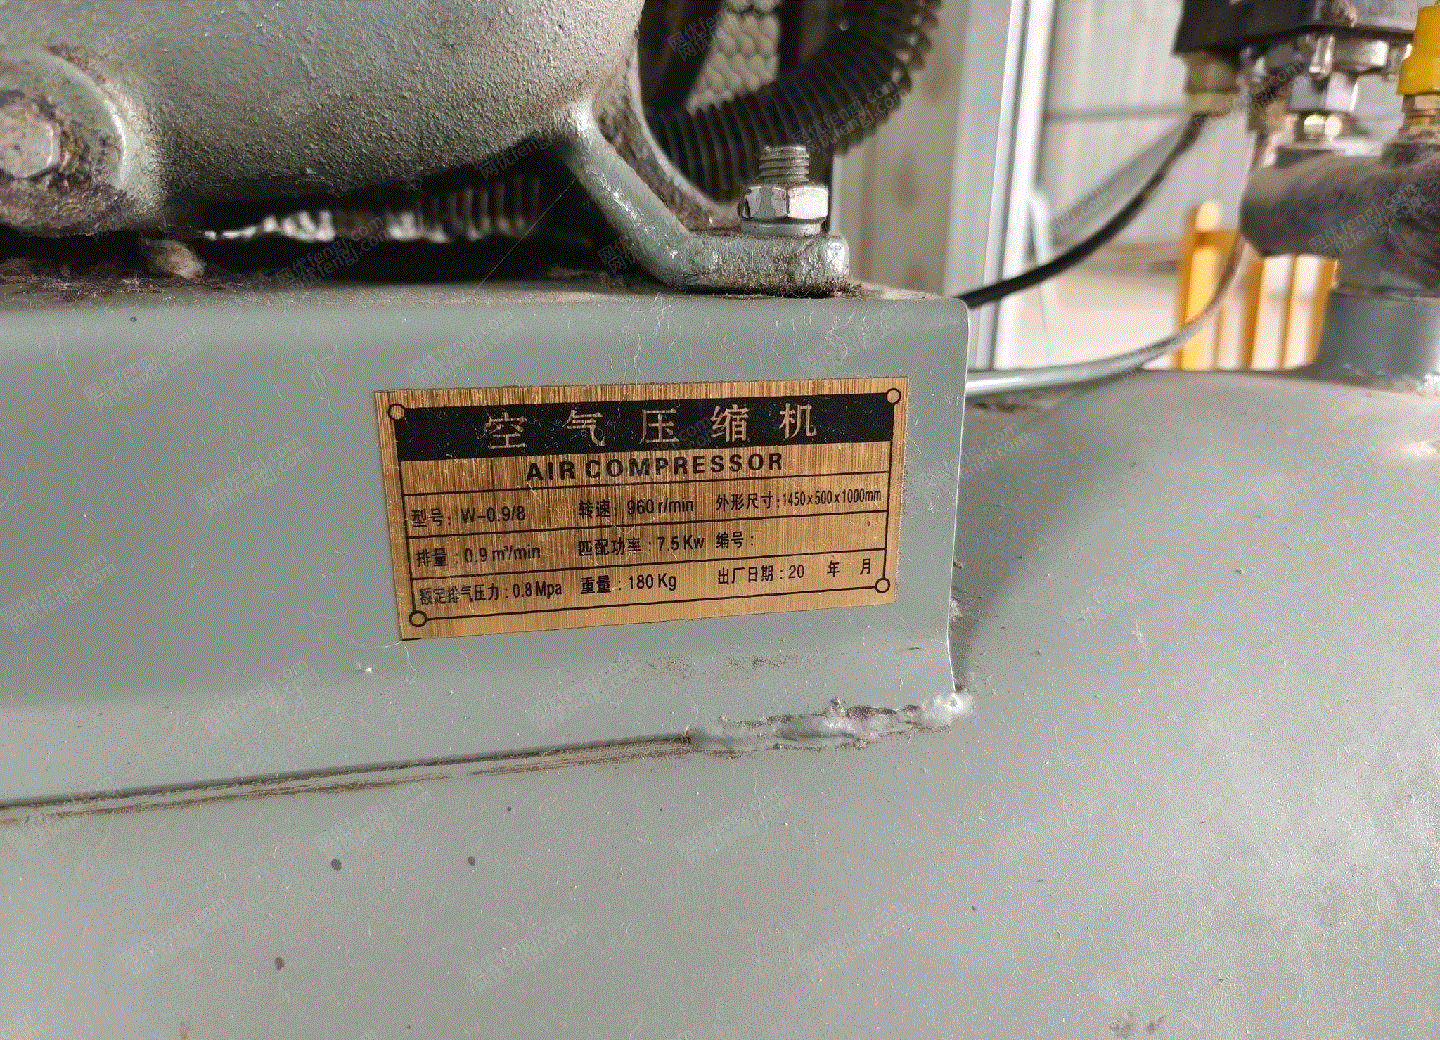 空气压缩机
AIR COMPRESSOR
型号: W-0.9/8 转速: 960 r/min 外形尺寸: 1450x500x1000mm
排量: 0.9 m³/min 匹配功率: 7.5 Kw 编号:
额定排气压力: 0.8 Mpa 重量: 180 Kg 出厂日期: 20 年 月